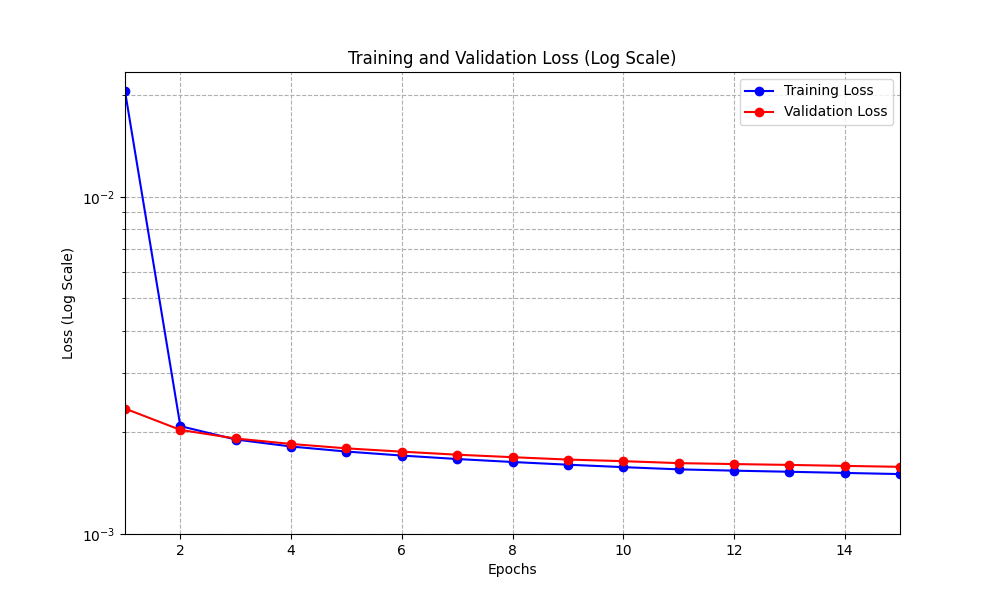 Training and Validation Loss (Log Scale)
Training Loss
Validation Loss
Loss (Log Scale)
10⁻²
10⁻³
2 4 6 8 10 12 14
Epochs